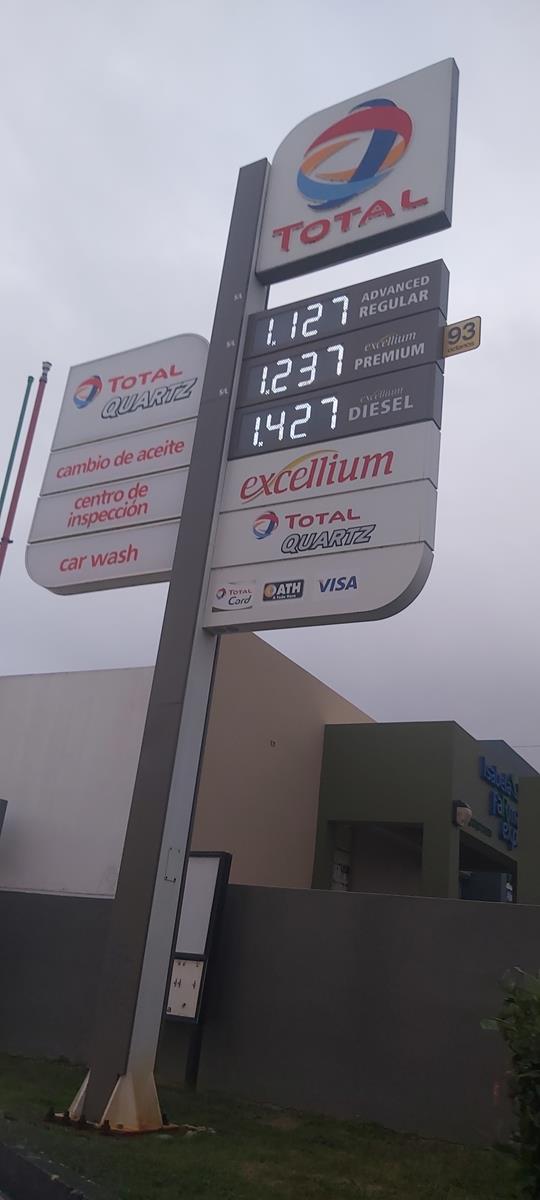 TOTAL
1.127 ADVANCED
REGULAR
1.237 excellium
PREMIUM
93
octanos
1.427 excellium
DIESEL
excellium
TOTAL
QUARTZ
TOTAL
Card
ATH
VISA
TOTAL
QUARTZ
cambio de aceite
centro de
inspección
car wash